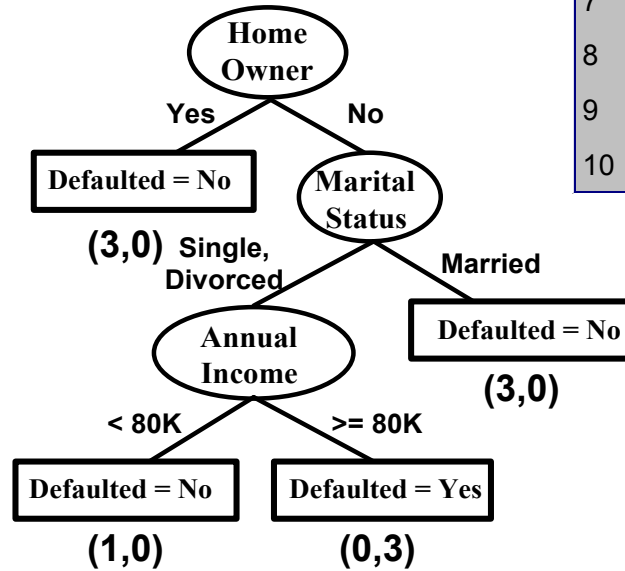 7
8
9
10
Home
Owner
Yes
No
Defaulted = No
Marital
Status
(3,0)
Single,
Divorced
Married
Annual
Income
Defaulted = No
(3,0)
< 80K
>= 80K
Defaulted = No
Defaulted = Yes
(1,0)
(0,3)